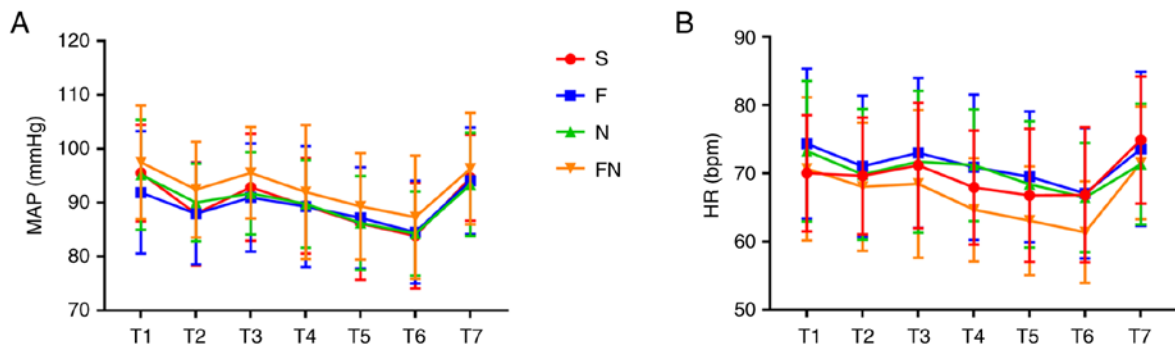 A
MAP (mmHg)
120
110
100
90
80
70
T1 T2 T3 T4 T5 T6 T7
S
F
N
FN
B
HR (bpm)
90
80
70
60
50
T1 T2 T3 T4 T5 T6 T7